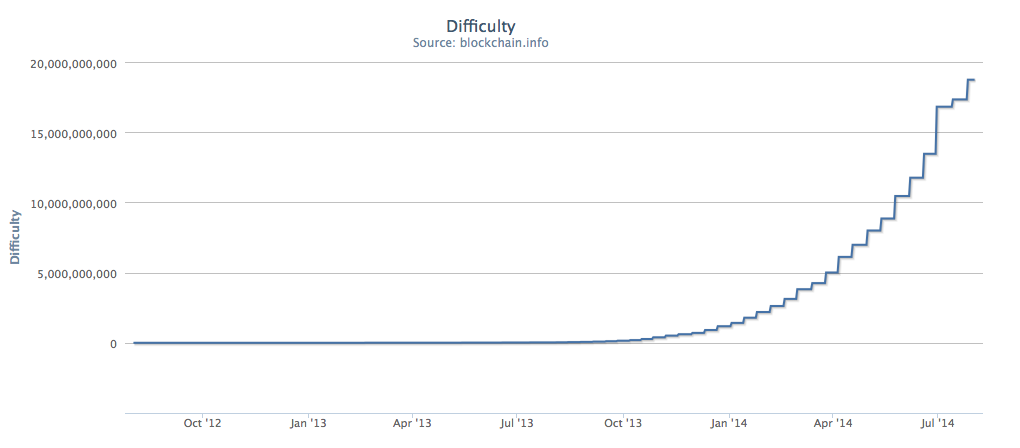 Difficulty
Source: blockchain.info
20,000,000,000
15,000,000,000
10,000,000,000
5,000,000,000
0
Difficulty
Oct '12
Jan '13
Apr '13
Jul '13
Oct '13
Jan '14
Apr '14
Jul '14